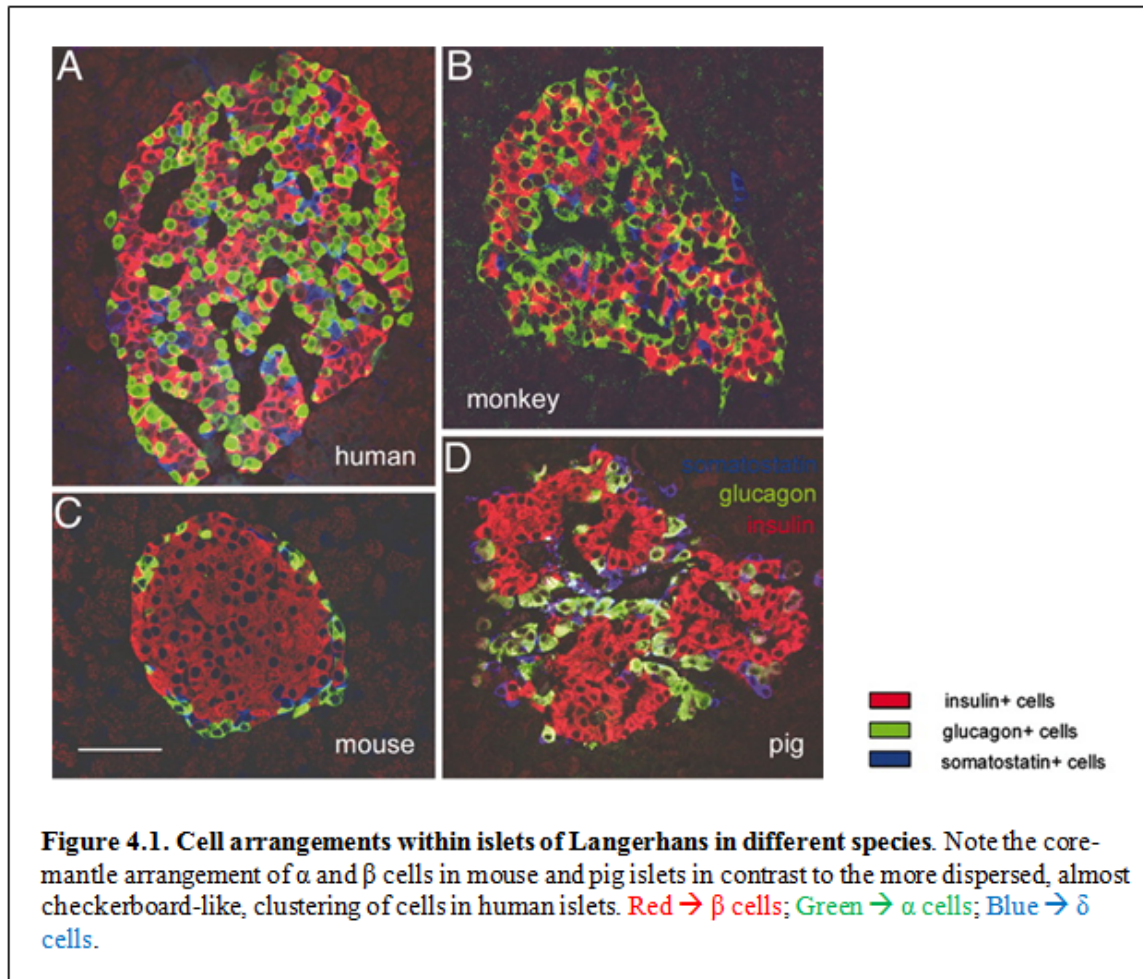 A
B
human
monkey
C
D
somatostatin
glucagon
insulin
mouse
pig
insulin+ cells
glucagon+ cells
somatostatin+ cells
Figure 4.1. Cell arrangements within islets of Langerhans in different species. Note the core-
mantle arrangement of α and β cells in mouse and pig islets in contrast to the more dispersed, almost
checkerboard-like, clustering of cells in human islets. Red → β cells; Green → α cells; Blue → δ
cells.